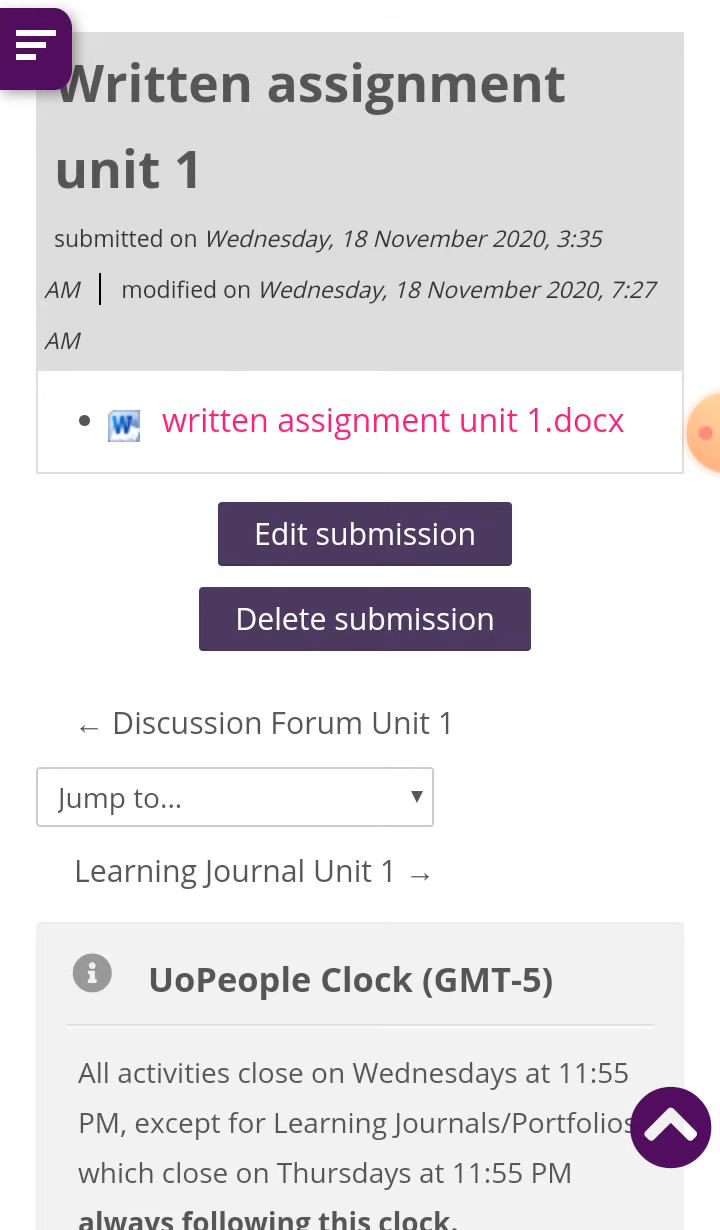 Written assignment
unit 1
submitted on Wednesday, 18 November 2020, 3:35
AM | modified on Wednesday, 18 November 2020, 7:27
AM
• written assignment unit 1.docx
Edit submission
Delete submission
← Discussion Forum Unit 1
Jump to...
Learning Journal Unit 1 →
UoPeople Clock (GMT-5)
All activities close on Wednesdays at 11:55
PM, except for Learning Journals/Portfolios
which close on Thursdays at 11:55 PM
always following this clock.